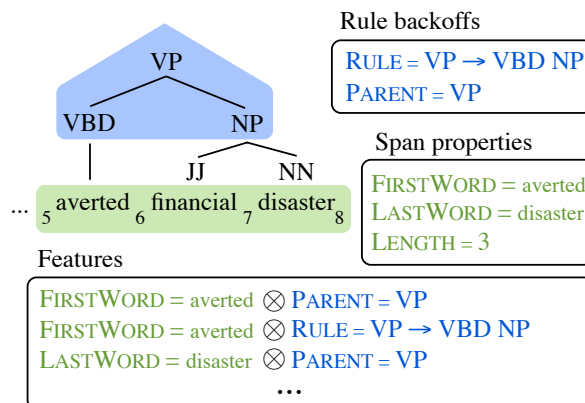 Rule backoffs
RULE = VP → VBD NP
PARENT = VP
VP
VBD NP
JJ NN
... 5 averted 6 financial 7 disaster 8
Span properties
FIRSTWORD = averted
LASTWORD = disaster
LENGTH = 3
Features
FIRSTWORD = averted ⊗ PARENT = VP
FIRSTWORD = averted ⊗ RULE = VP → VBD NP
LASTWORD = disaster ⊗ PARENT = VP
...